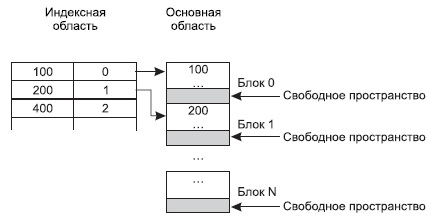 Индексная область
Основная область
100 0
200 1
400 2
100
...
Блок 0
Свободное пространство
200
...
Блок 1
Свободное пространство
...
...
Блок N
Свободное пространство